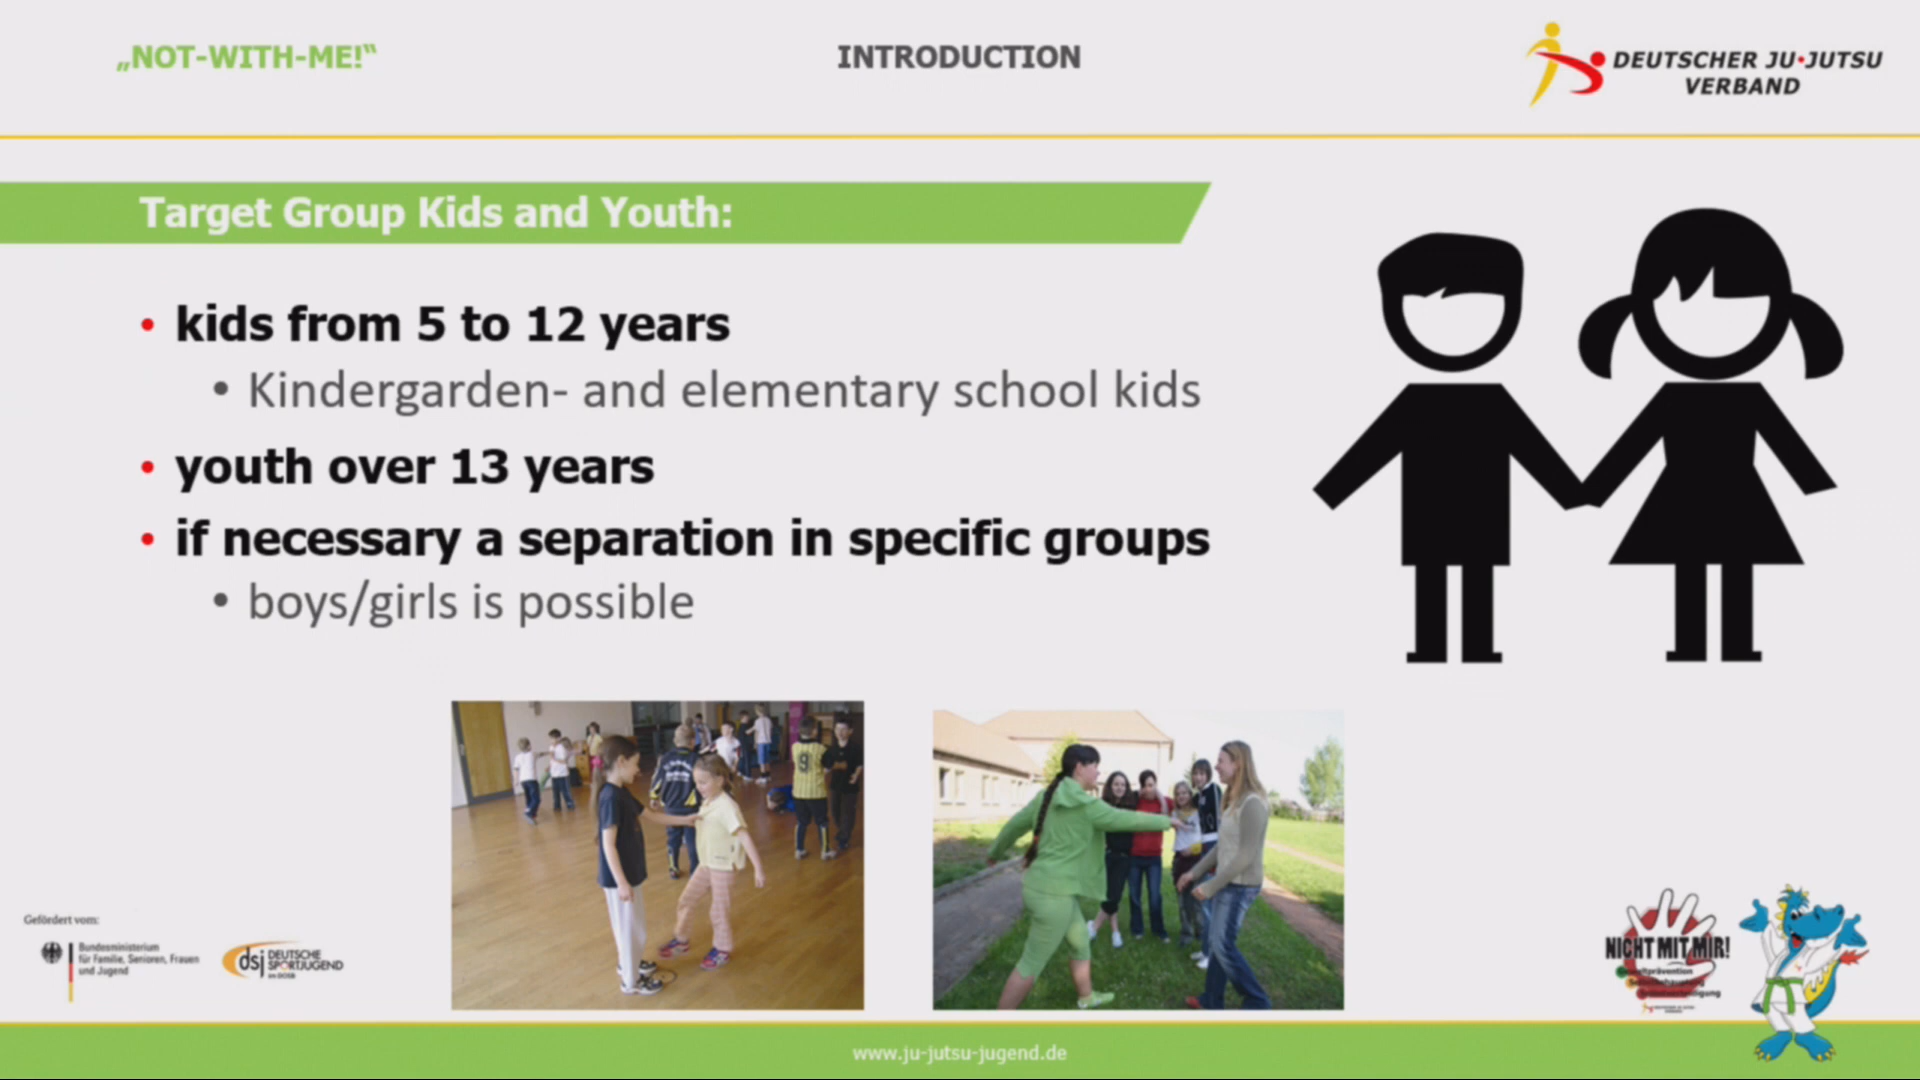 „NOT-WITH-ME!“
INTRODUCTION
DEUTSCHER JU•JUTSU
VERBAND
Target Group Kids and Youth:
• kids from 5 to 12 years
• Kindergarden- and elementary school kids
• youth over 13 years
• if necessary a separation in specific groups
• boys/girls is possible
9
Gefördert vom:
Bundesministerium
für Familie, Senioren, Frauen
und Jugend
dsj DEUTSCHE
SPORTJUGEND
im DOSB
NICHT MIT MIR!
www.ju-jutsu-jugend.de